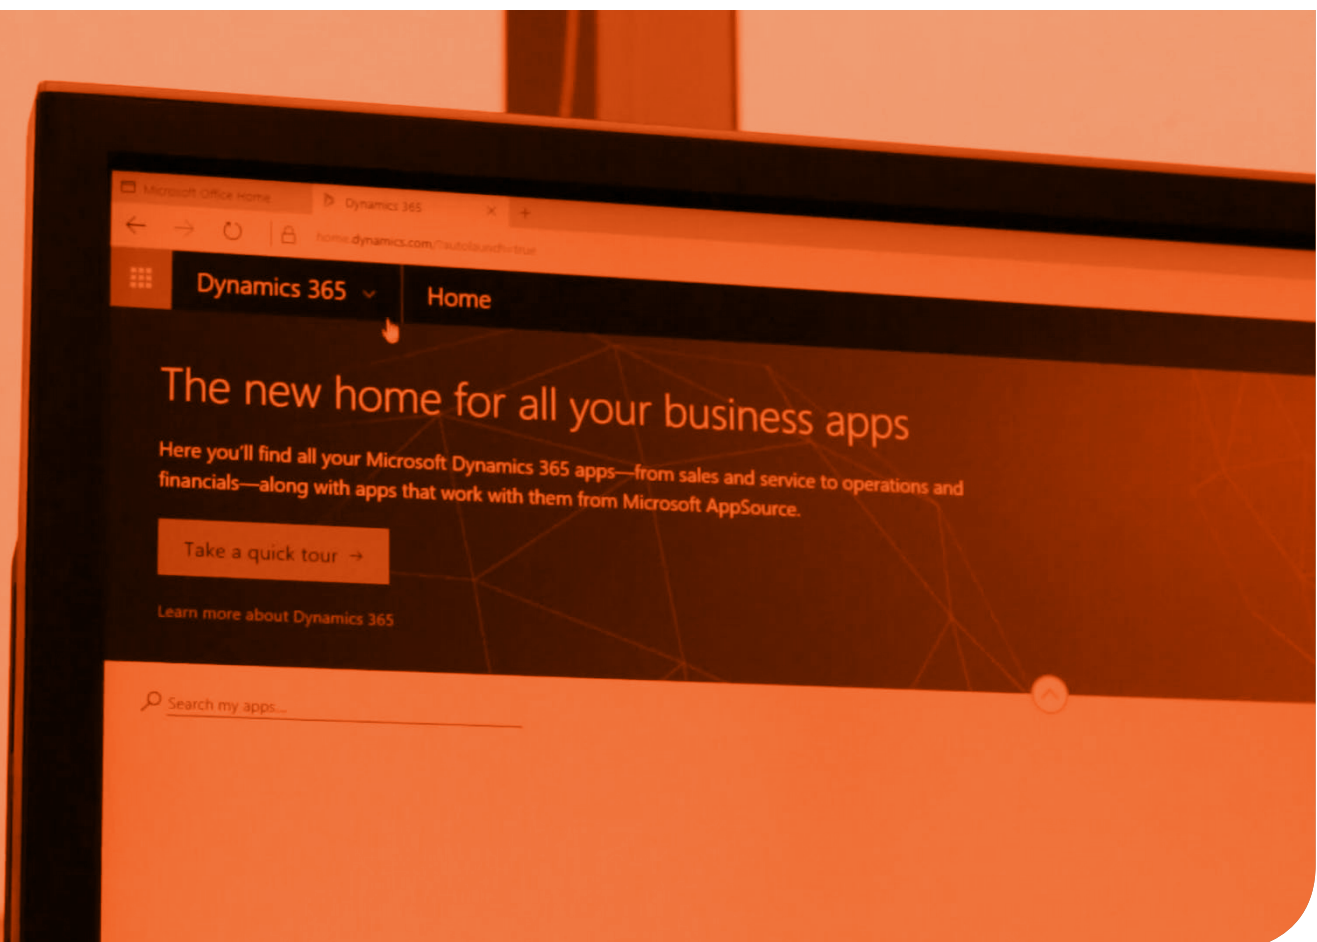 Microsoft Office Home
Dynamics 365
home.dynamics.com/?autolaunch=true
Dynamics 365
Home
The new home for all your business apps
Here you'll find all your Microsoft Dynamics 365 apps—from sales and service to operations and
financials—along with apps that work with them from Microsoft AppSource.
Take a quick tour →
Learn more about Dynamics 365
Search my apps...